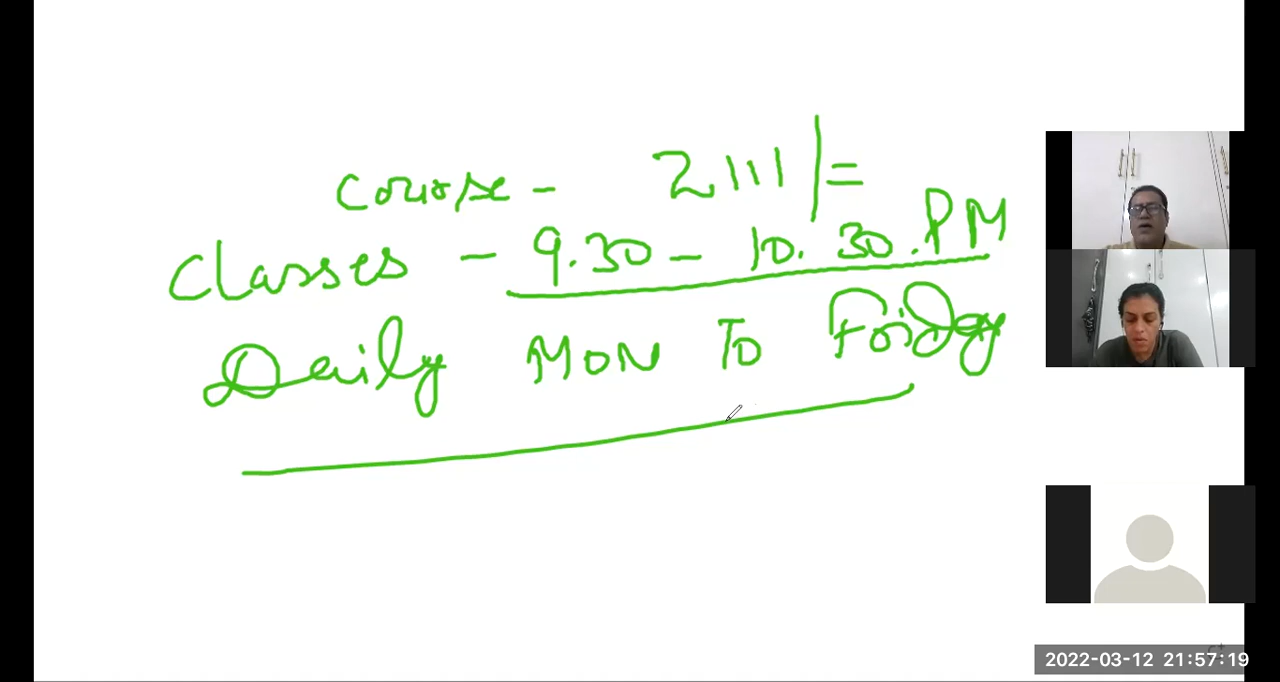 course - 2111/=
Classes - 9.30 - 10.30.PM
Daily MON To Friday
2022-03-12 21:57:19